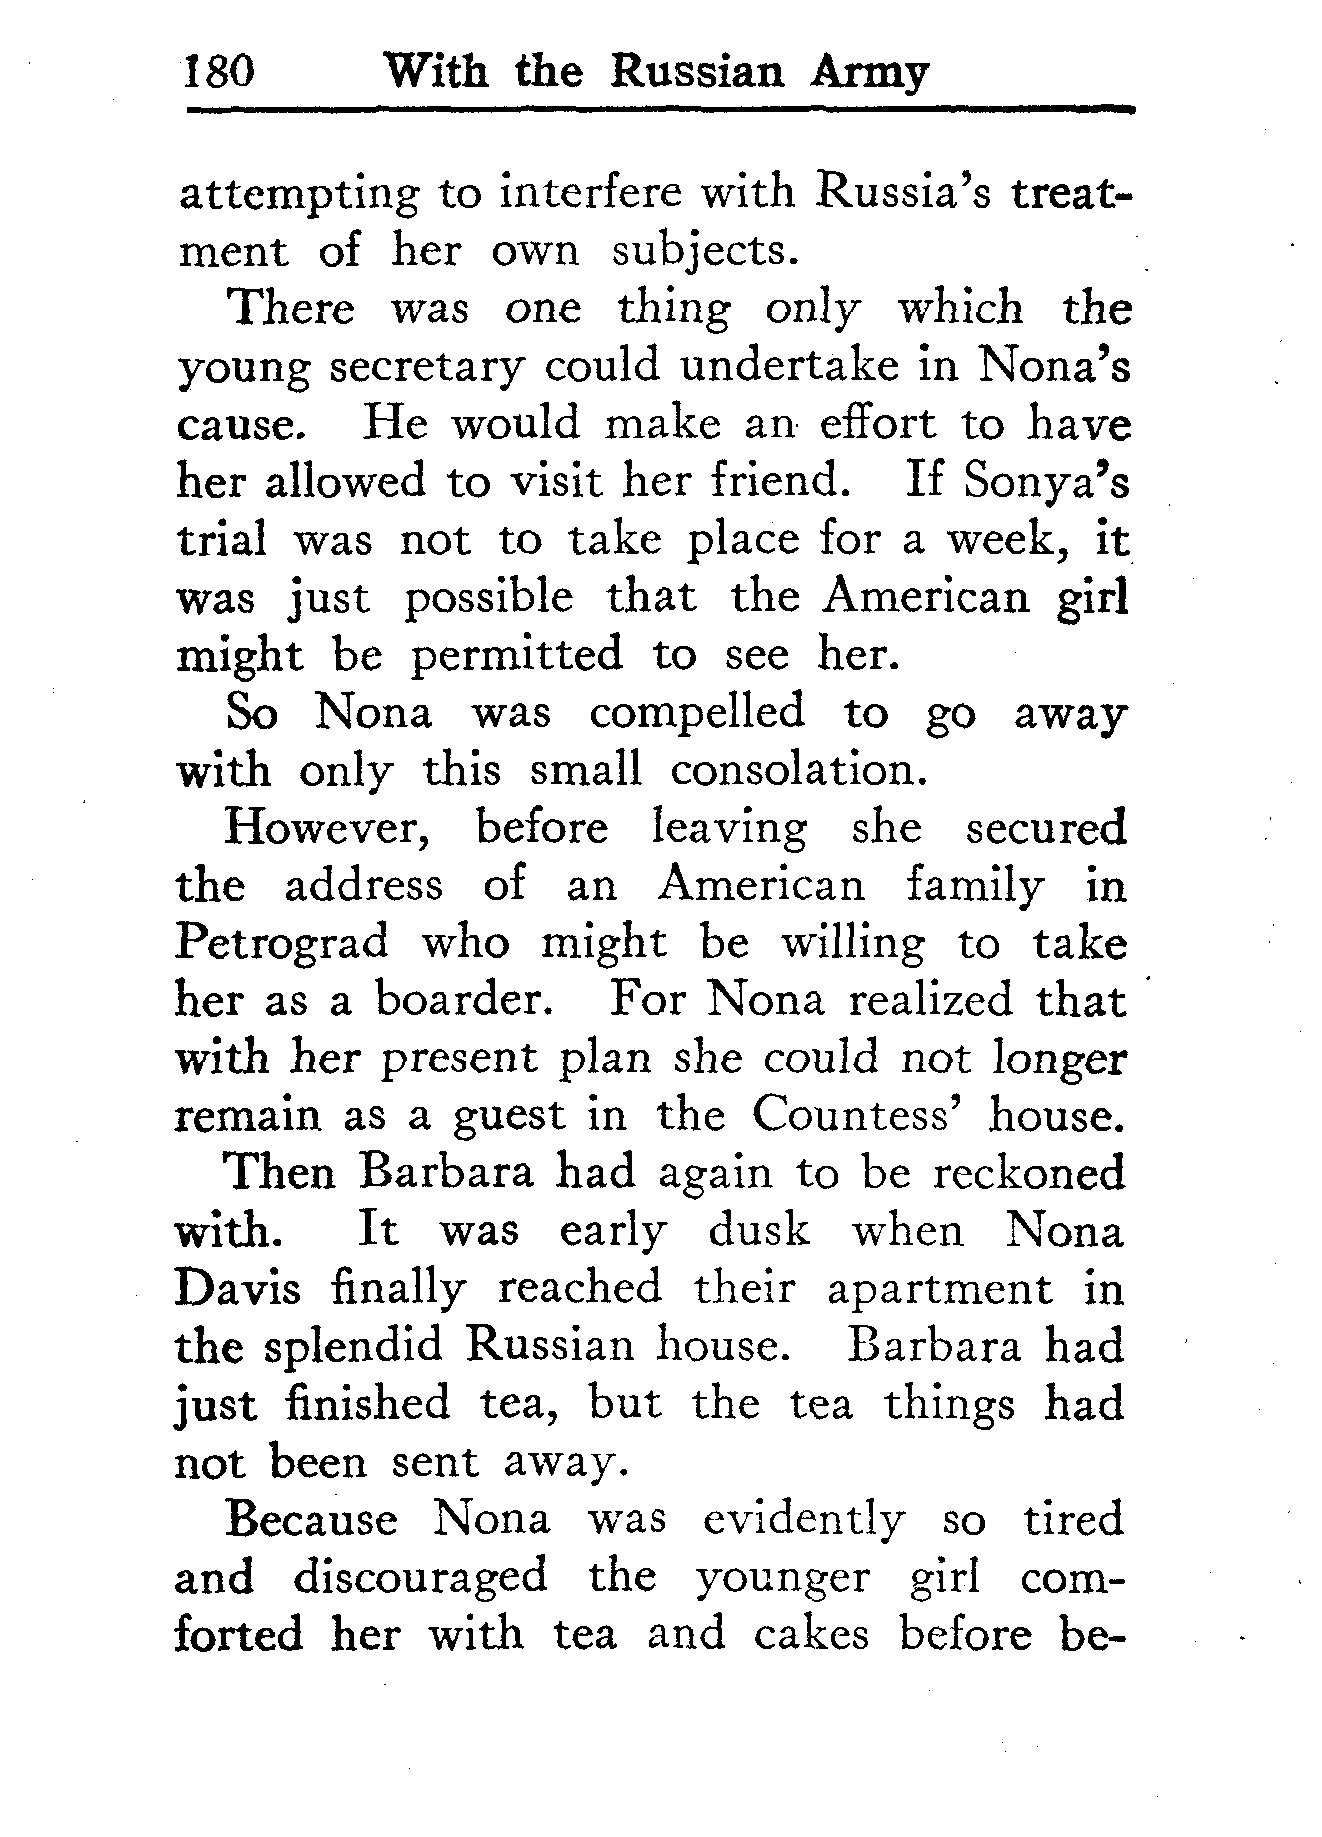 180 With the Russian Army
attempting to interfere with Russia's treat-
ment of her own subjects.
There was one thing only which the
young secretary could undertake in Nona's
cause. He would make an effort to have
her allowed to visit her friend. If Sonya's
trial was not to take place for a week, it
was just possible that the American girl
might be permitted to see her.
So Nona was compelled to go away
with only this small consolation.
However, before leaving she secured
the address of an American family in
Petrograd who might be willing to take
her as a boarder. For Nona realized that
with her present plan she could not longer
remain as a guest in the Countess' house.
Then Barbara had again to be reckoned
with. It was early dusk when Nona
Davis finally reached their apartment in
the splendid Russian house. Barbara had
just finished tea, but the tea things had
not been sent away.
Because Nona was evidently so tired
and discouraged the younger girl com-
forted her with tea and cakes before be-